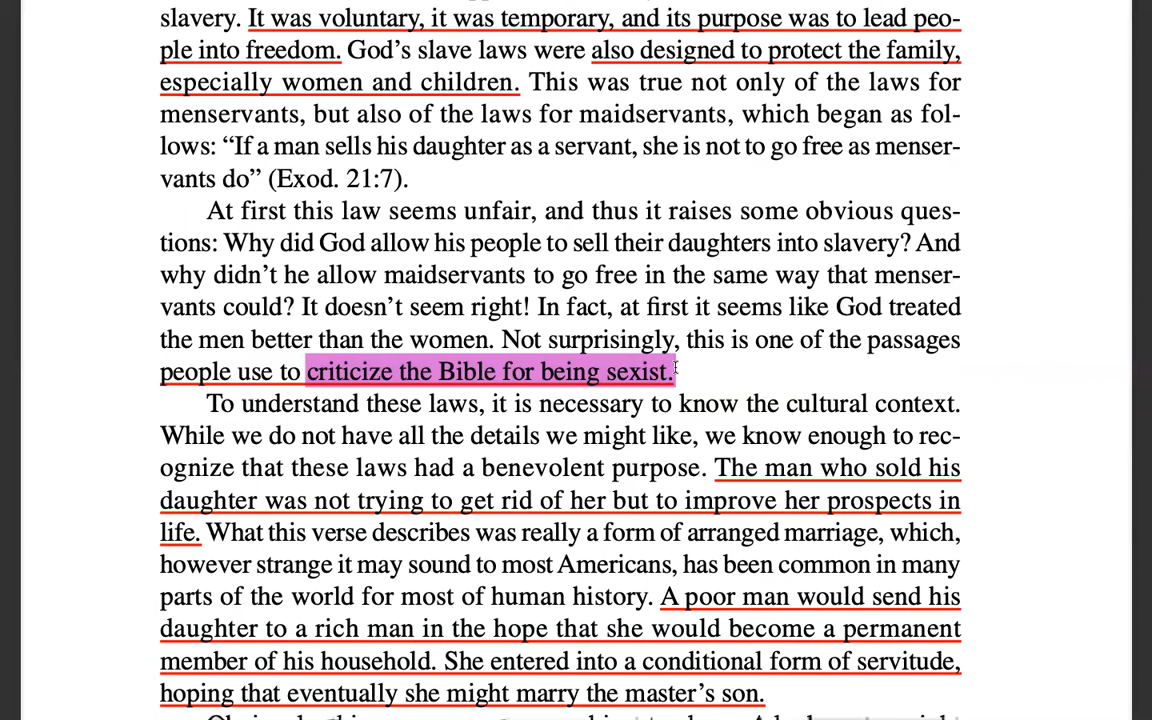 slavery. It was voluntary, it was temporary, and its purpose was to lead peo-
ple into freedom. God’s slave laws were also designed to protect the family,
especially women and children. This was true not only of the laws for
menservants, but also of the laws for maidservants, which began as fol-
lows: “If a man sells his daughter as a servant, she is not to go free as menser-
vants do” (Exod. 21:7).
At first this law seems unfair, and thus it raises some obvious ques-
tions: Why did God allow his people to sell their daughters into slavery? And
why didn’t he allow maidservants to go free in the same way that menser-
vants could? It doesn’t seem right! In fact, at first it seems like God treated
the men better than the women. Not surprisingly, this is one of the passages
people use to criticize the Bible for being sexist.
To understand these laws, it is necessary to know the cultural context.
While we do not have all the details we might like, we know enough to rec-
ognize that these laws had a benevolent purpose. The man who sold his
daughter was not trying to get rid of her but to improve her prospects in
life. What this verse describes was really a form of arranged marriage, which,
however strange it may sound to most Americans, has been common in many
parts of the world for most of human history. A poor man would send his
daughter to a rich man in the hope that she would become a permanent
member of his household. She entered into a conditional form of servitude,
hoping that eventually she might marry the master’s son.